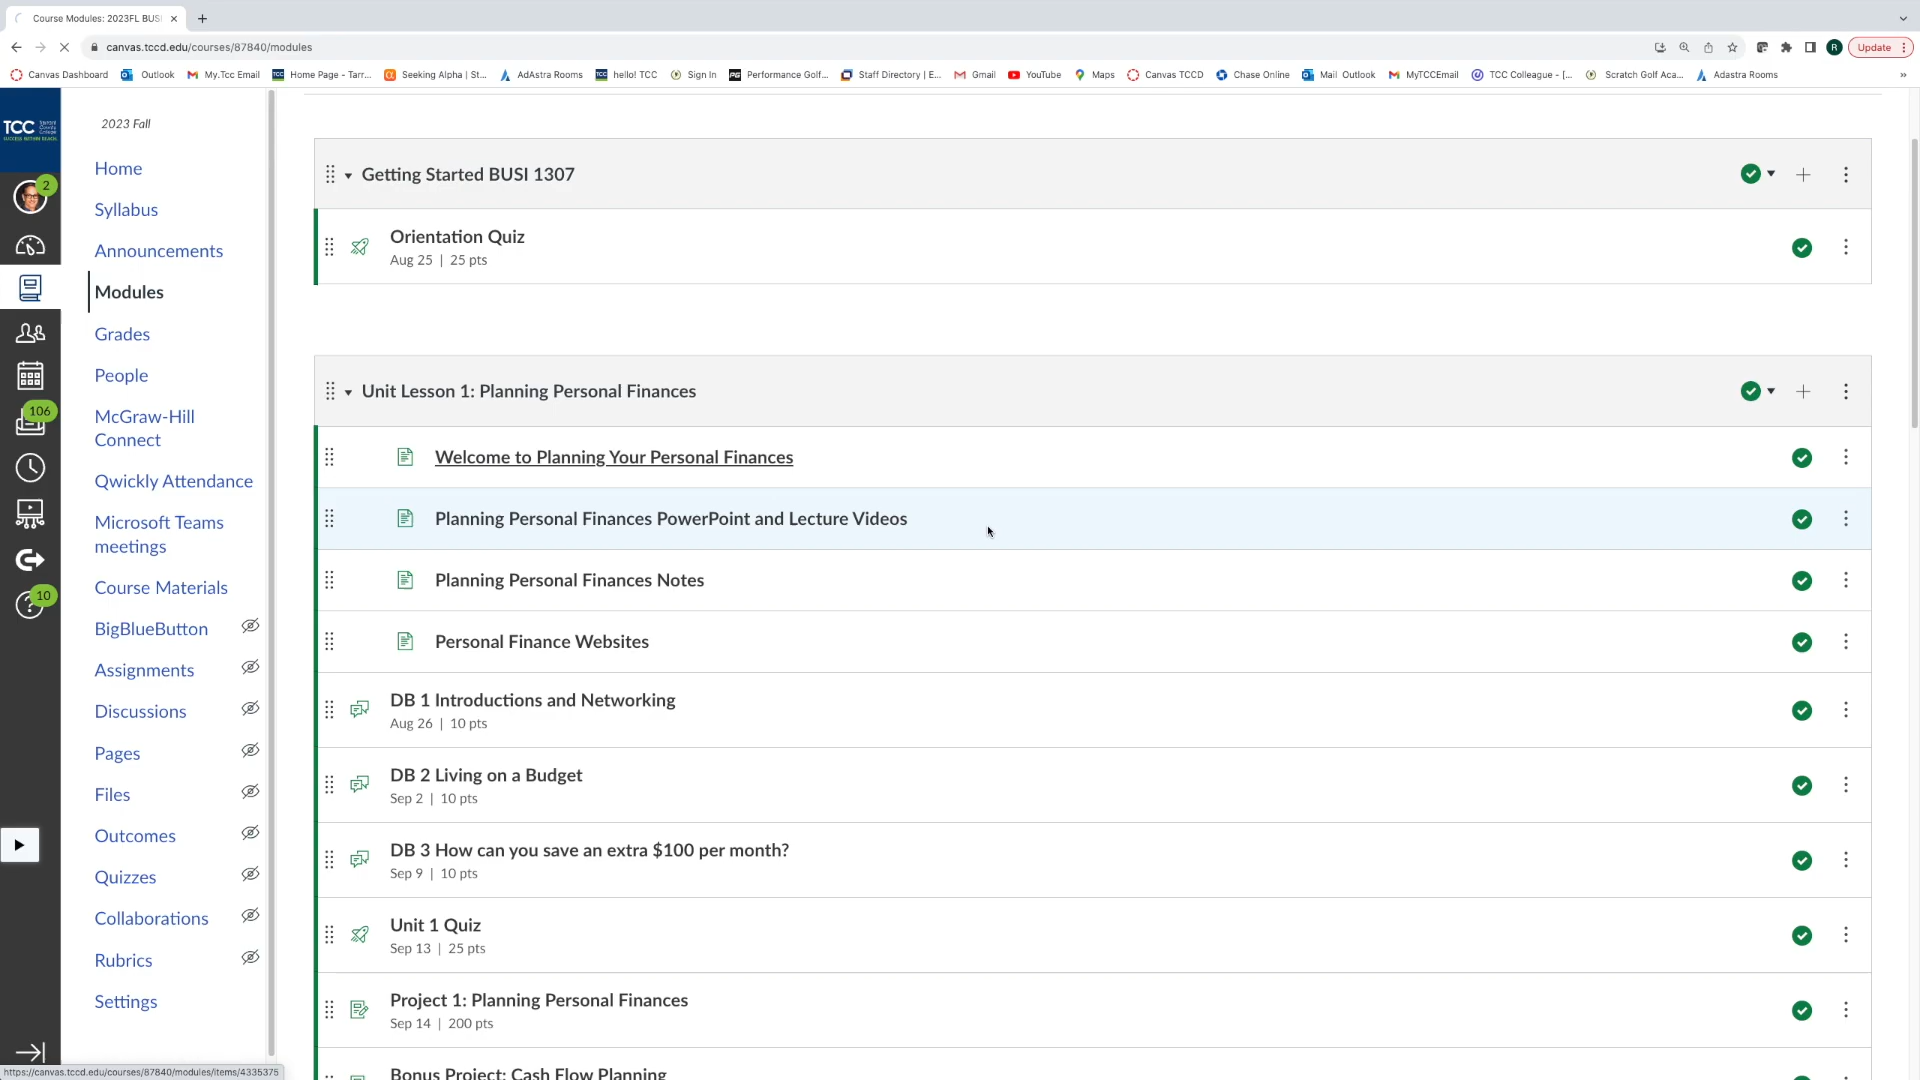 Course Modules: 2023FL BUS
canvas.tccd.edu/courses/87840/modules
R
Update
Canvas Dashboard
Outlook
My.Tcc Email
Home Page - Tarr...
Seeking Alpha | St...
AdAstra Rooms
hello! TCC
Sign In
Performance Golf...
Staff Directory | E...
Gmail
YouTube
Maps
Canvas TCCD
Chase Online
Mail Outlook
MyTCCEmail
TCC Colleague - [...
Scratch Golf Aca...
Adastra Rooms
»
TCC
2
106
10
2023 Fall
Home
Syllabus
Announcements
Modules
Grades
People
McGraw-Hill
Connect
Qwickly Attendance
Microsoft Teams
meetings
Course Materials
BigBlueButton
Assignments
Discussions
Pages
Files
Outcomes
Quizzes
Collaborations
Rubrics
Settings
Getting Started BUSI 1307
Orientation Quiz
Aug 25 | 25 pts
Unit Lesson 1: Planning Personal Finances
Welcome to Planning Your Personal Finances
Planning Personal Finances PowerPoint and Lecture Videos
Planning Personal Finances Notes
Personal Finance Websites
DB 1 Introductions and Networking
Aug 26 | 10 pts
DB 2 Living on a Budget
Sep 2 | 10 pts
DB 3 How can you save an extra $100 per month?
Sep 9 | 10 pts
Unit 1 Quiz
Sep 13 | 25 pts
Project 1: Planning Personal Finances
Sep 14 | 200 pts
Bonus Project: Cash Flow Planning
https://canvas.tccd.edu/courses/87840/modules/items/4335375